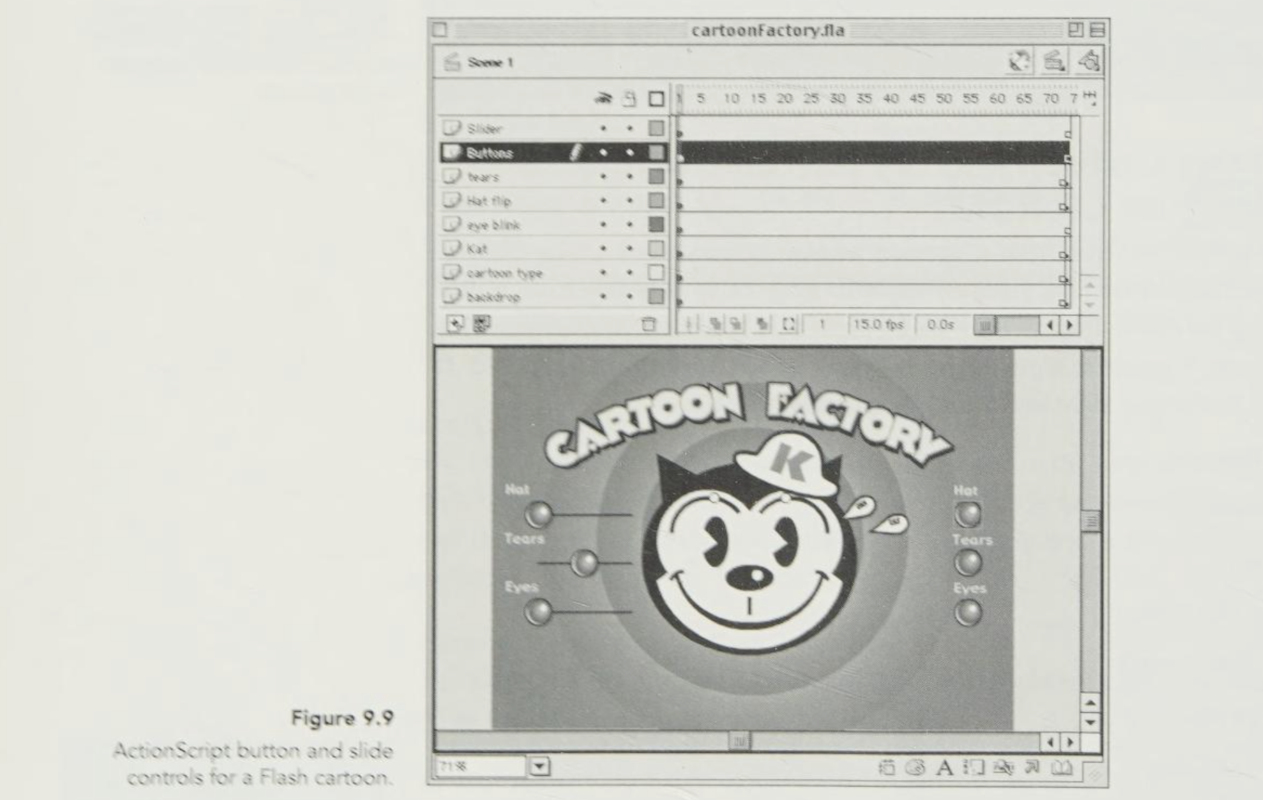 cartoonFactory.fla
Scene 1
1 5 10 15 20 25 30 35 40 45 50 55 60 65 70 7
Slider
Buttons
tears
Hat flip
eye blink
Kat
cartoon type
backdrop
1 15.0 fps 0.0s
CARTOON FACTORY
K
Hat
Tears
Eyes
Hat
Tears
Eyes
71%
A
Figure 9.9
ActionScript button and slide
controls for a Flash cartoon.